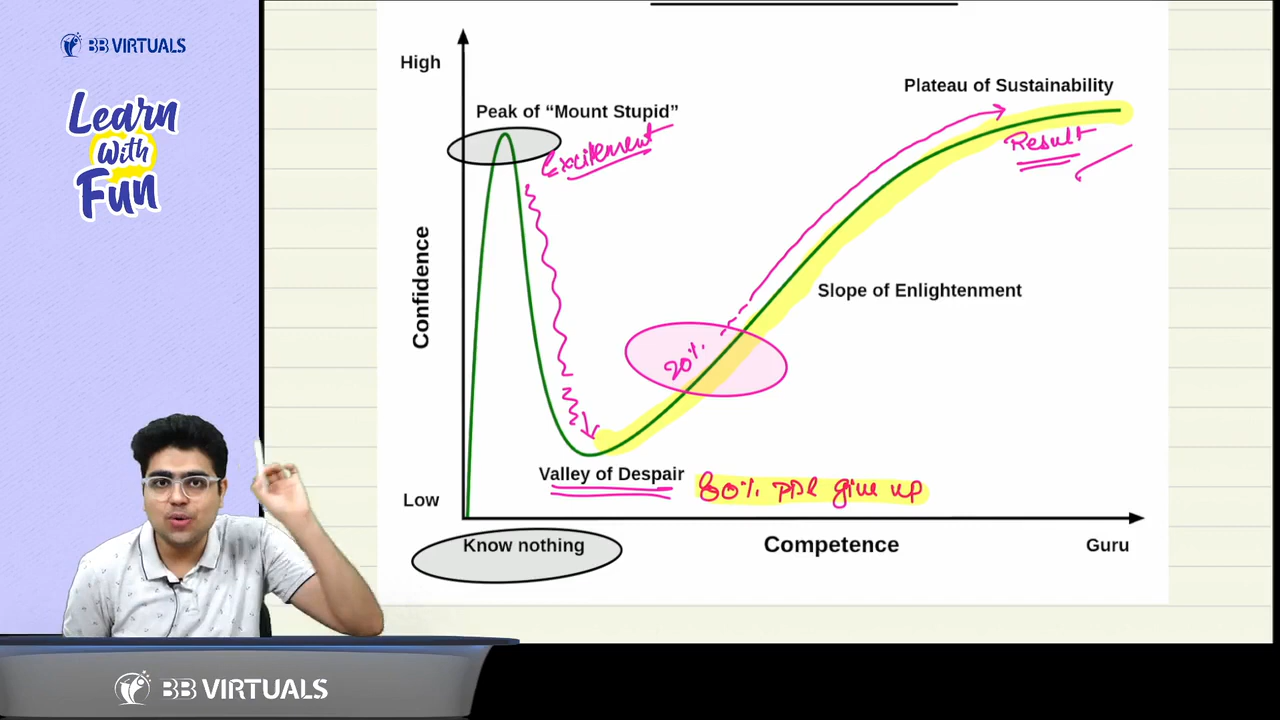 BB VIRTUALS
Learn
With
Fun
High
Peak of “Mount Stupid”
Excitement
Plateau of Sustainability
Result
Confidence
Slope of Enlightenment
20%
Valley of Despair
80% ppl give up
Low
Know nothing
Competence
Guru
BB VIRTUALS